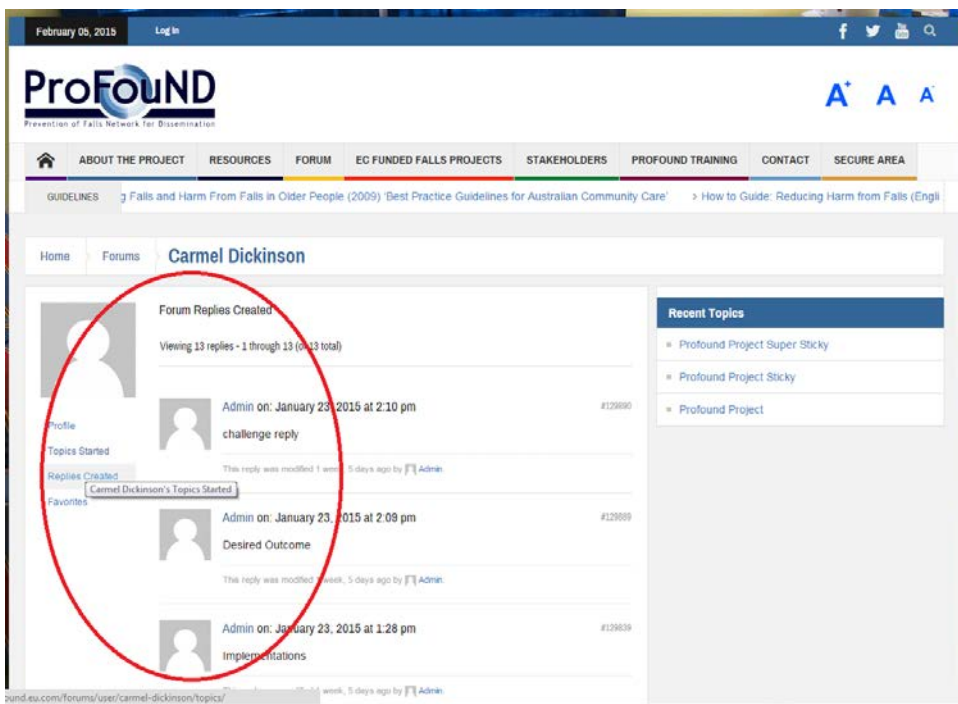 February 05, 2015 Log In
f You Tube
ProFouND
Prevention of Falls Network for Dissemination
A+ A A-
ABOUT THE PROJECT RESOURCES FORUM EC FUNDED FALLS PROJECTS STAKEHOLDERS PROFOUND TRAINING CONTACT SECURE AREA
GUIDELINES g Falls and Harm From Falls in Older People (2009) 'Best Practice Guidelines for Australian Community Care' > How to Guide: Reducing Harm from Falls (Engli
Home Forums Carmel Dickinson
Forum Replies Created
Viewing 13 replies - 1 through 13 (of 13 total)
Admin on: January 23, 2015 at 2:10 pm #129890
challenge reply
This reply was modified 1 week, 5 days ago by Admin.
Profile
Topics Started
Replies Created
Carmel Dickinson's Topics Started
Favorites
Admin on: January 23, 2015 at 2:09 pm #129889
Desired Outcome
This reply was modified 1 week, 5 days ago by Admin.
Admin on: January 23, 2015 at 1:28 pm #129839
Implementations
week, 5 days ago by Admin.
ound.eu.com/forums/user/carmel-dickinson/topics/
Recent Topics
Profound Project Super Sticky
Profound Project Sticky
Profound Project